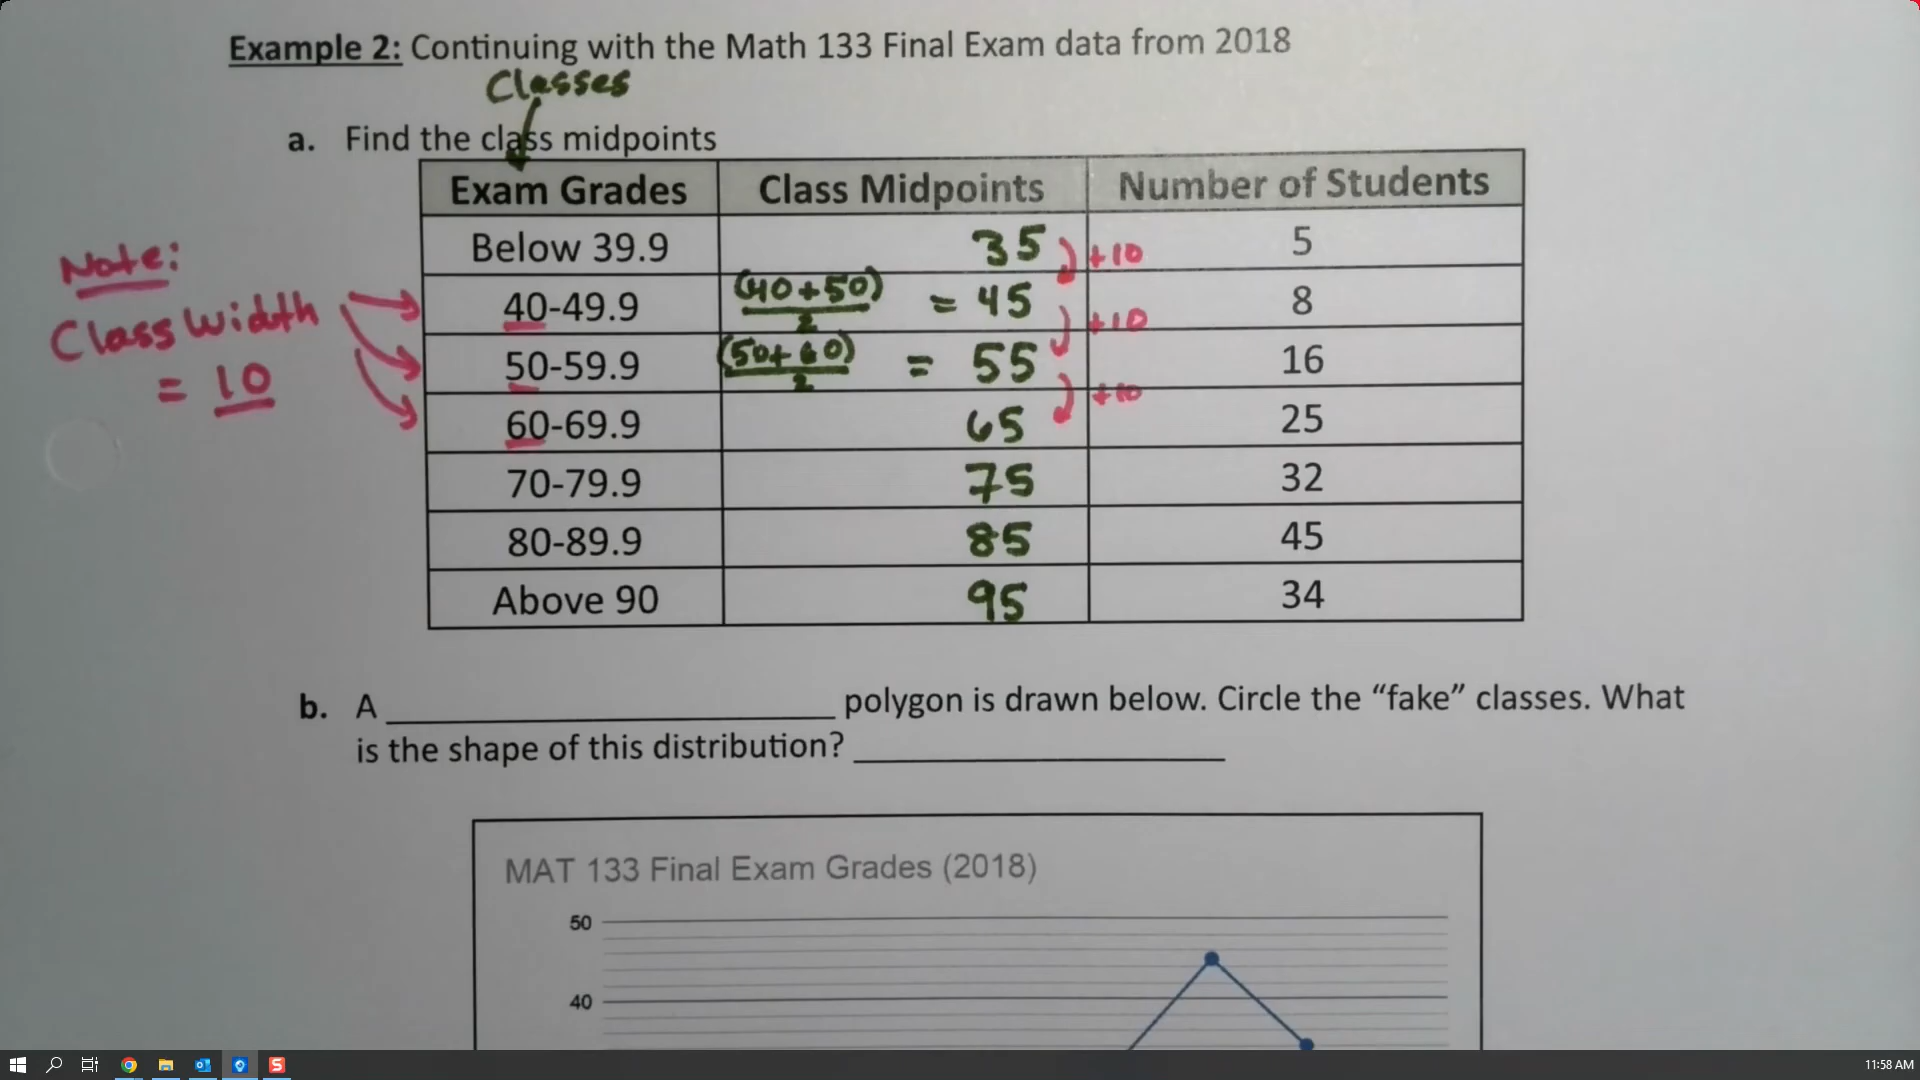 Example 2: Continuing with the Math 133 Final Exam data from 2018
Classes
a. Find the class midpoints
Exam Grades Class Midpoints Number of Students
Below 39.9 35 5
+10
40-49.9 (40+50)/2 = 45 8
+10
50-59.9 (50+60)/2 = 55 16
+10
60-69.9 65 25
70-79.9 75 32
80-89.9 85 45
Above 90 95 34
Note:
Class Width
= 10
b. A ______ polygon is drawn below. Circle the “fake” classes. What
is the shape of this distribution? ______
MAT 133 Final Exam Grades (2018)
50
40
11:58 AM